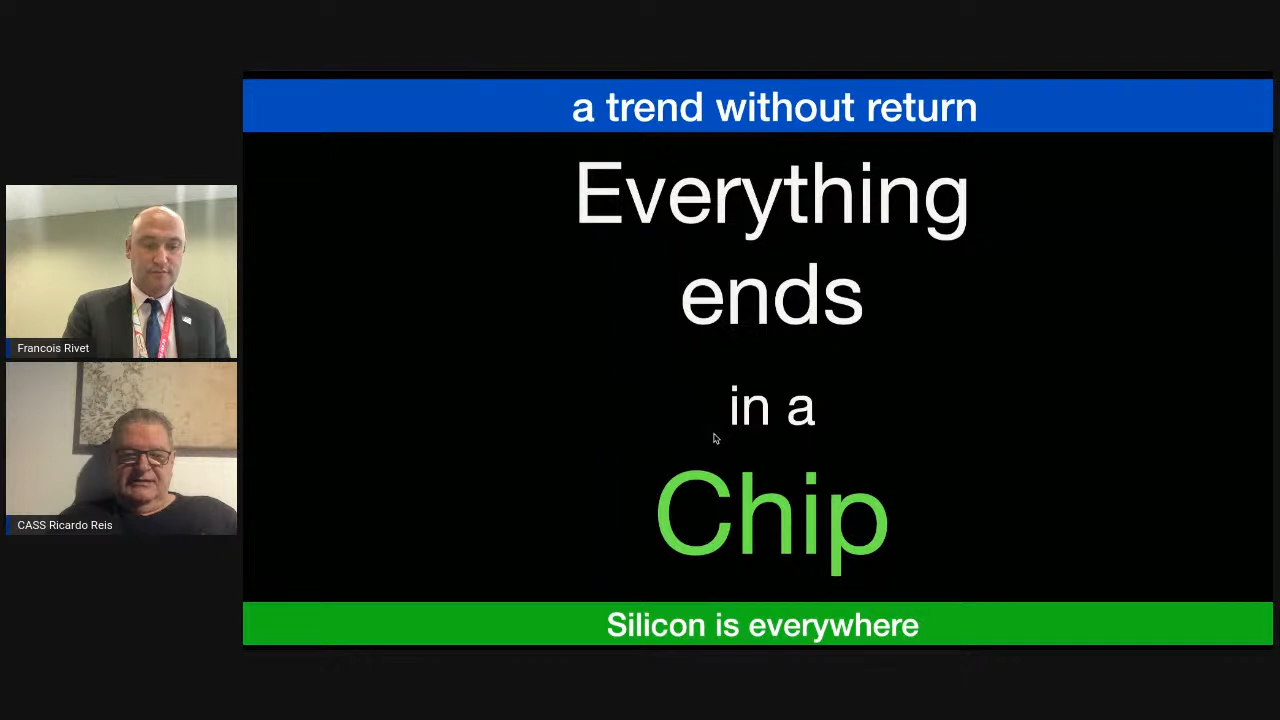 a trend without return
Everything
ends
in a
Chip
Silicon is everywhere
Francois Rivet
CASS Ricardo Reis